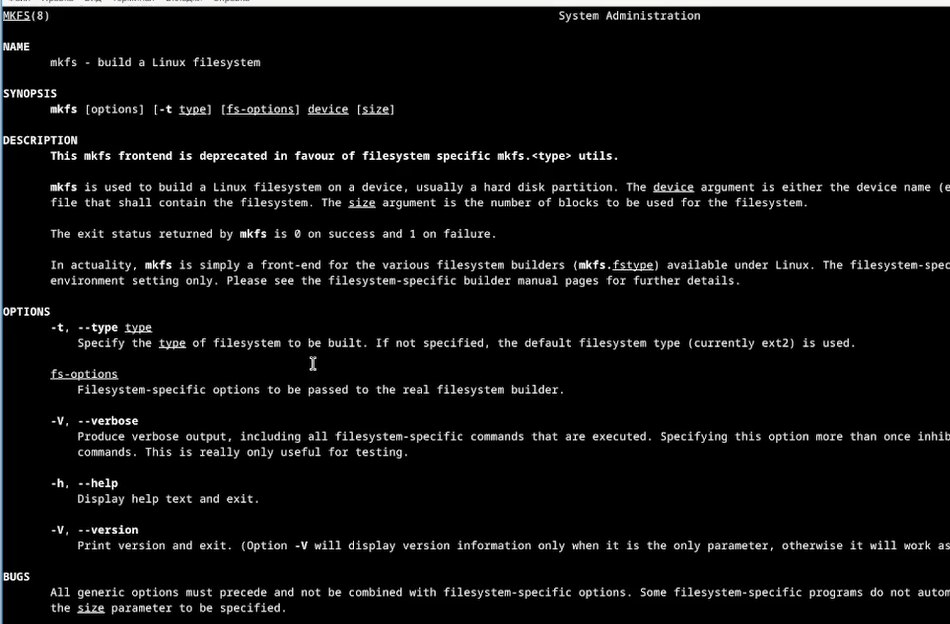 MKFS(8) System Administration
NAME
mkfs - build a Linux filesystem
SYNOPSIS
mkfs [options] [-t type] [fs-options] device [size]
DESCRIPTION
This mkfs frontend is deprecated in favour of filesystem specific mkfs.<type> utils.
mkfs is used to build a Linux filesystem on a device, usually a hard disk partition. The device argument is either the device name (e
file that shall contain the filesystem. The size argument is the number of blocks to be used for the filesystem.
The exit status returned by mkfs is 0 on success and 1 on failure.
In actuality, mkfs is simply a front-end for the various filesystem builders (mkfs.fstype) available under Linux. The filesystem-spec
environment setting only. Please see the filesystem-specific builder manual pages for further details.
OPTIONS
-t, --type type
Specify the type of filesystem to be built. If not specified, the default filesystem type (currently ext2) is used.
fs-options
Filesystem-specific options to be passed to the real filesystem builder.
-V, --verbose
Produce verbose output, including all filesystem-specific commands that are executed. Specifying this option more than once inhib
commands. This is really only useful for testing.
-h, --help
Display help text and exit.
-V, --version
Print version and exit. (Option -V will display version information only when it is the only parameter, otherwise it will work as
BUGS
All generic options must precede and not be combined with filesystem-specific options. Some filesystem-specific programs do not autom
the size parameter to be specified.